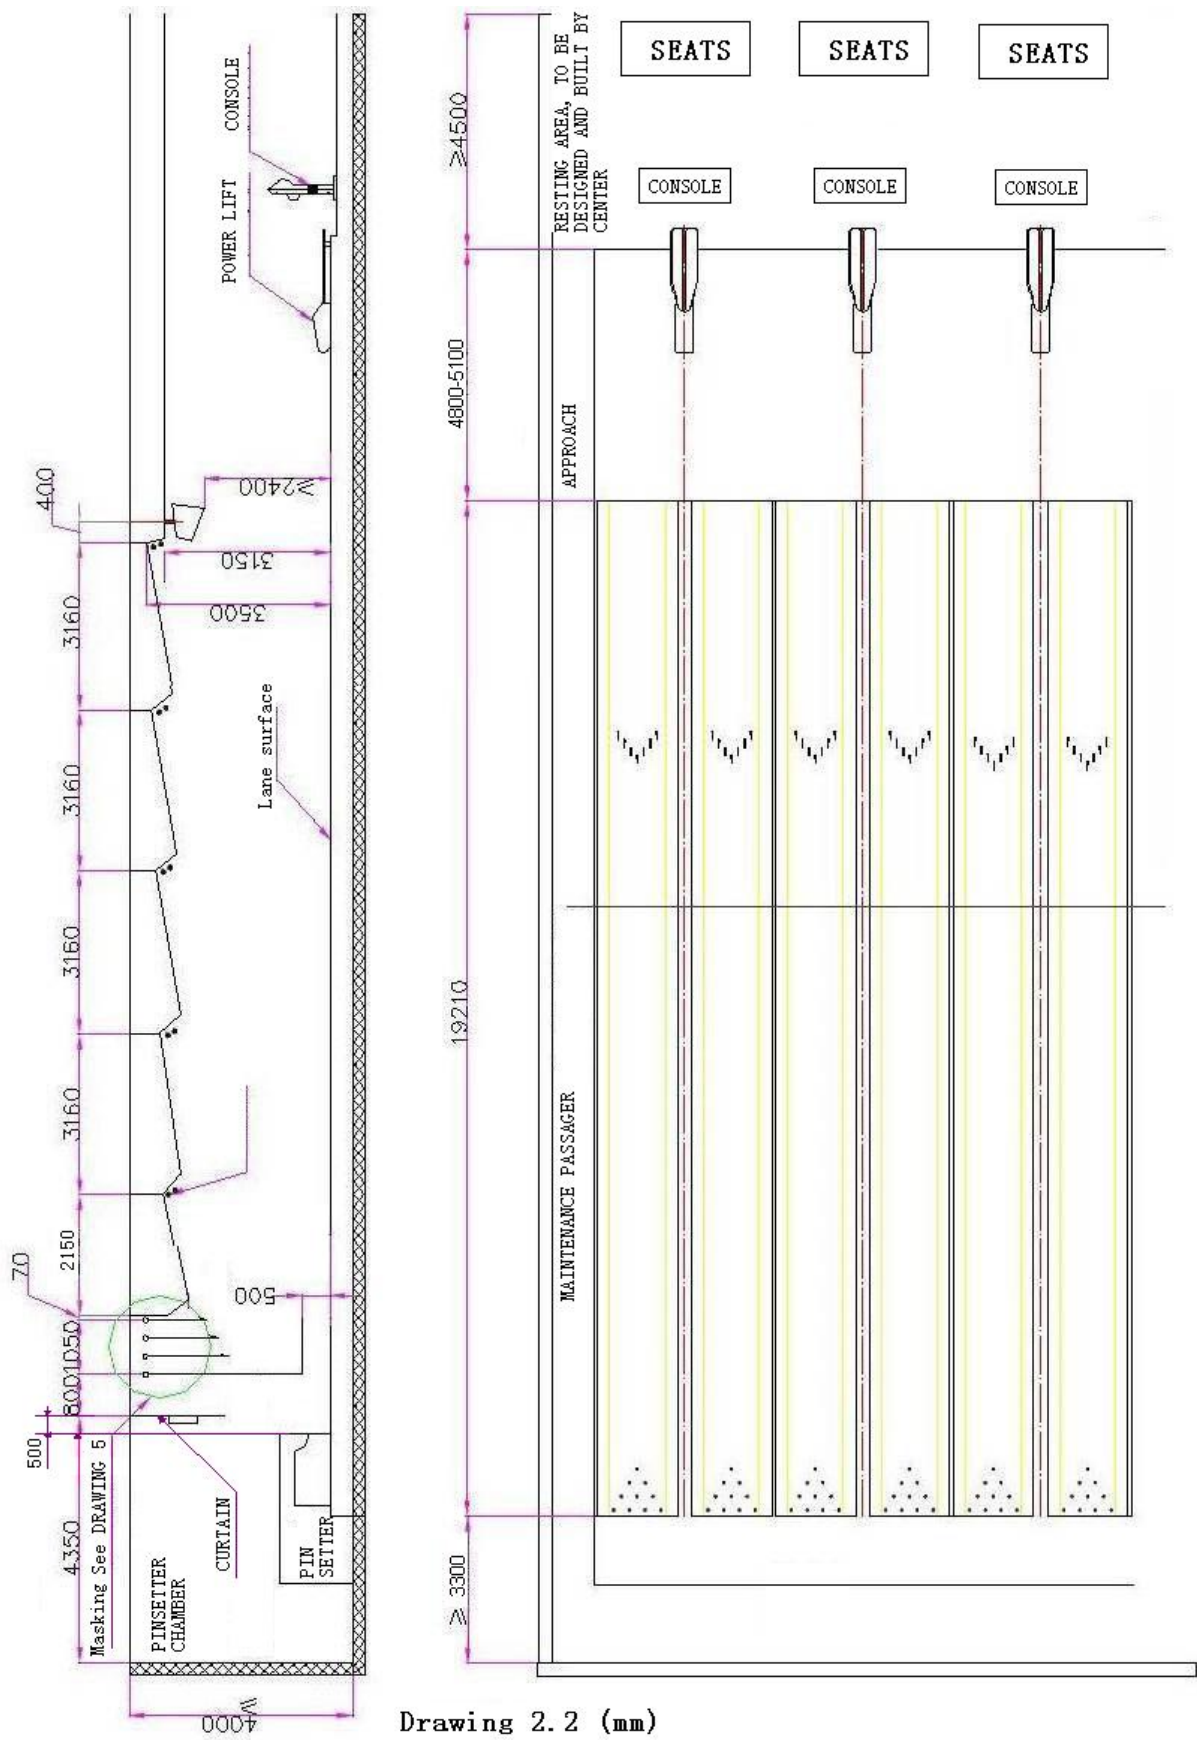 SEATS
SEATS
SEATS
RESTING AREA, TO BE
DESIGNED AND BUILT BY
CENTER
≥4500
CONSOLE
POWER LIFT
CONSOLE
CONSOLE
CONSOLE
4800-5100
APPROACH
400
≥2400
3150
3500
3160
Lane surface
3160
3160
3160
2150
70
1050
800
500
500
4350
19210
MAINTENANCE PASSAGER
Masking See DRAWING 5
PINSETTER
CHAMBER
CURTAIN
PIN
SETTER
≥ 3300
≥
4000
Drawing 2.2 (mm)